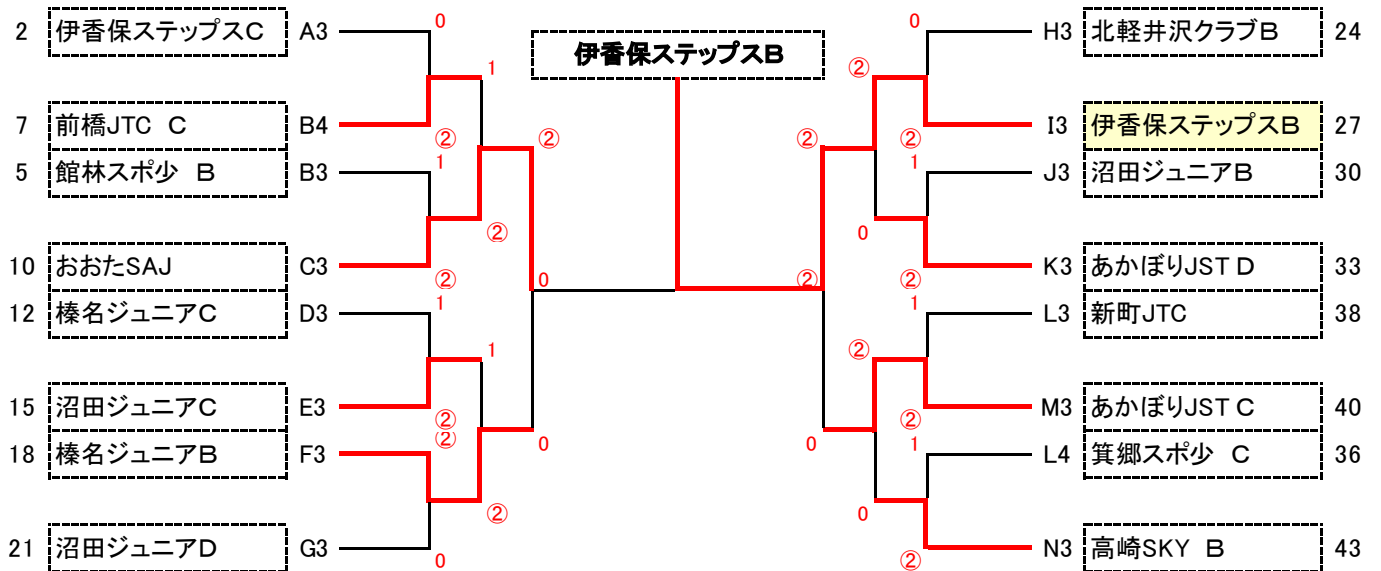 0
0
2 伊香保ステップスC A3
H3 北軽井沢クラブB 24
伊香保ステップスB
1
②
7 前橋JTC C B4
I3 伊香保ステップスB 27
②
②
②
②
1
1
5 館林スポ少 B B3
J3 沼田ジュニアB 30
②
0
10 おおたSAJ C3
K3 あかぼりJST D 33
②
0
②
②
1
1
12 榛名ジュニアC D3
L3 新町JTC 38
1
②
15 沼田ジュニアC E3
M3 あかぼりJST C 40
②
②
②
0
0
1
18 榛名ジュニアB F3
L4 箕郷スポ少 C 36
②
0
21 沼田ジュニアD G3
N3 高崎SKY B 43
0
②